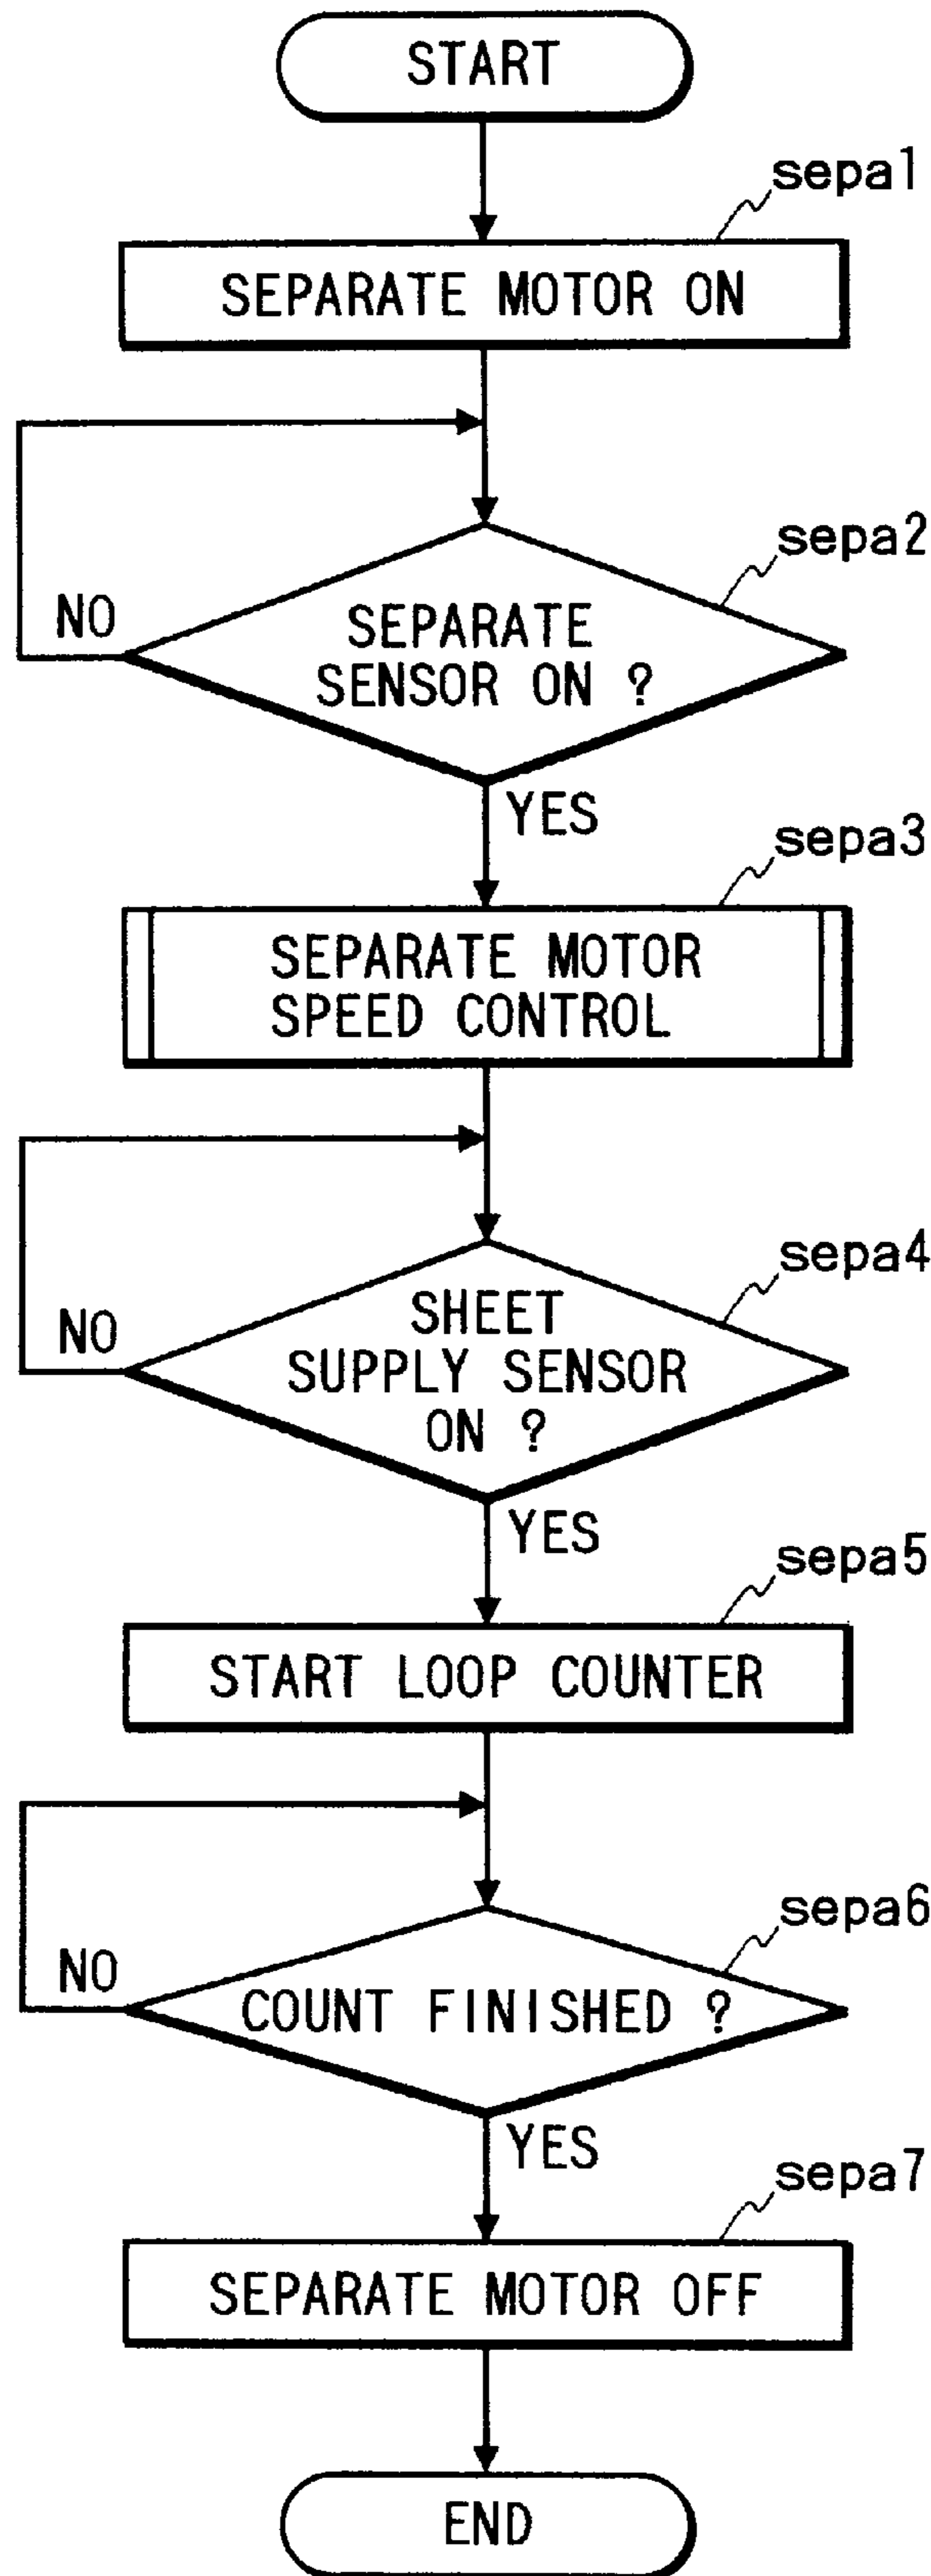 START
sepa1
SEPARATE MOTOR ON
sepa2
NO
SEPARATE
SENSOR ON ?
YES
sepa3
SEPARATE MOTOR
SPEED CONTROL
sepa4
NO
SHEET
SUPPLY SENSOR
ON ?
YES
sepa5
START LOOP COUNTER
sepa6
NO
COUNT FINISHED ?
YES
sepa7
SEPARATE MOTOR OFF
END